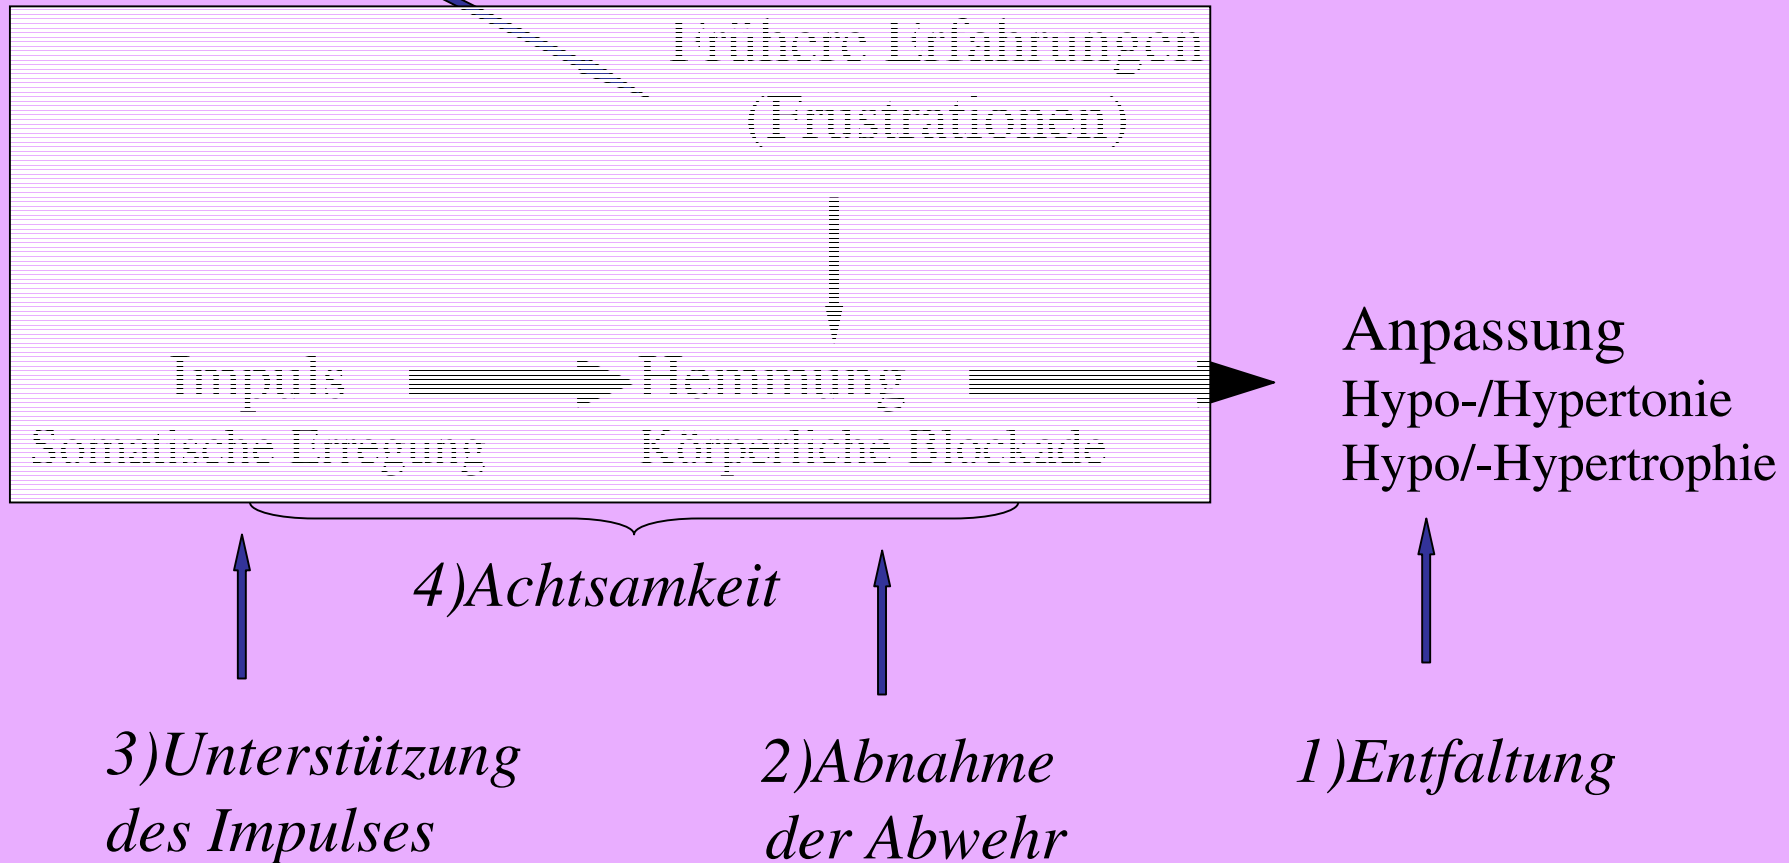 Frühere Erfahrungen
(Frustrationen)
Impuls
Hemmung
Somatische Erregung
Körperliche Blockade
Anpassung
Hypo-/Hypertonie
Hypo/-Hypertrophie
4)Achtsamkeit
3)Unterstützung
des Impulses
2)Abnahme
der Abwehr
1)Entfaltung